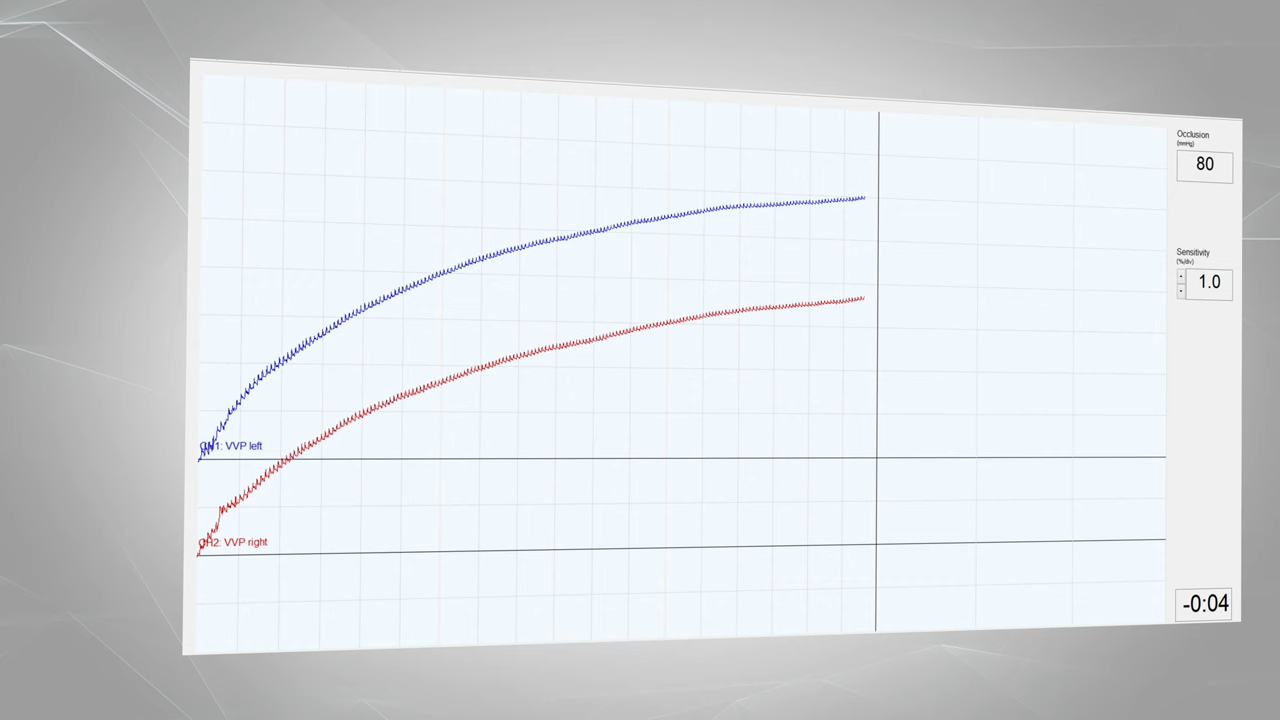 Occlusion
(mmHg)
80
Sensitivity
(%/div)
1.0
CH1: VVP left
CH2: VVP right
-0:04